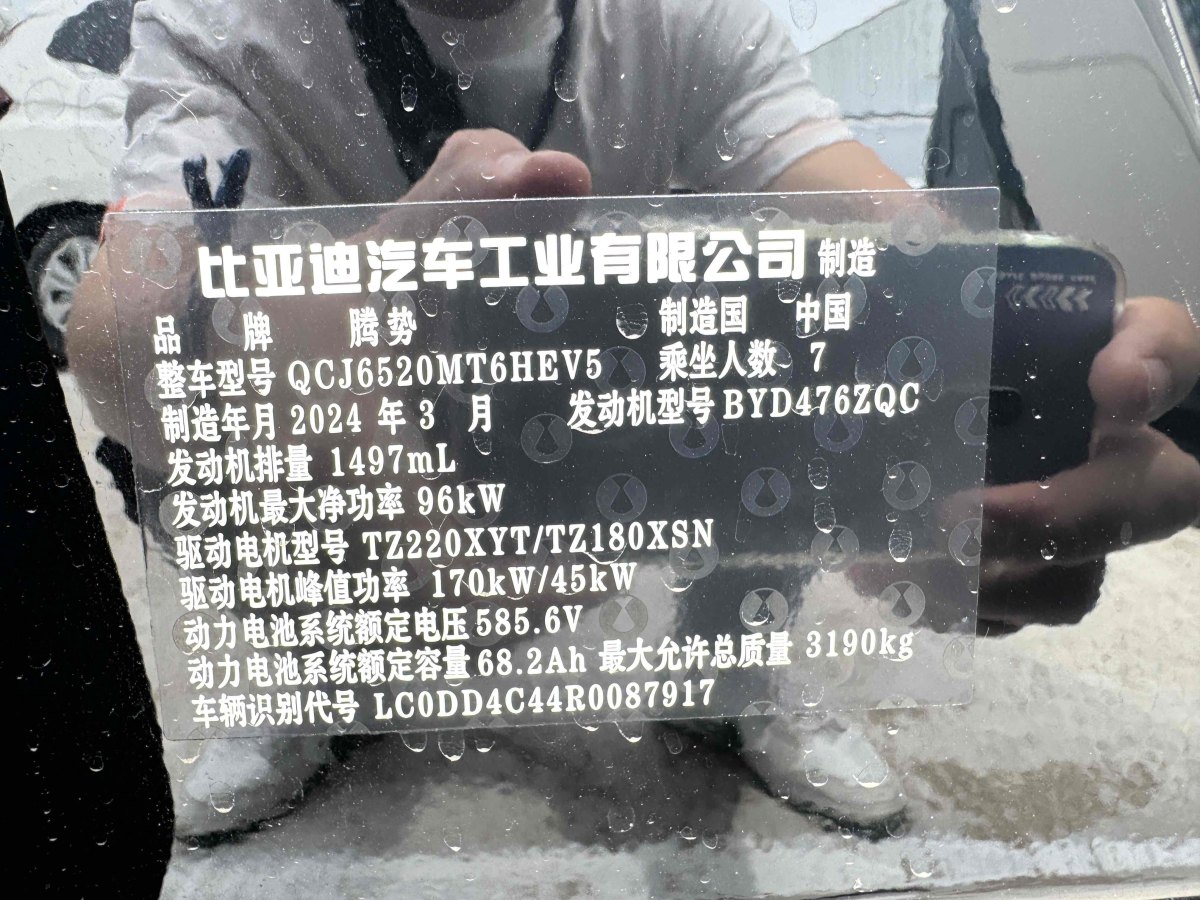 比亚迪汽车工业有限公司 制造
品 牌 腾势 制造国 中国
整车型号 QCJ6520MT6HEV5 乘坐人数 7
制造年月 2024 年 3 月 发动机型号 BYD476ZQC
发动机排量 1497mL
发动机最大净功率 96kW
驱动电机型号 TZ220XYT/TZ180XSN
驱动电机峰值功率 170kW/45kW
动力电池系统额定电压 585.6V
动力电池系统额定容量 68.2Ah 最大允许总质量 3190kg
车辆识别代号 LC0DD4C44R0087917